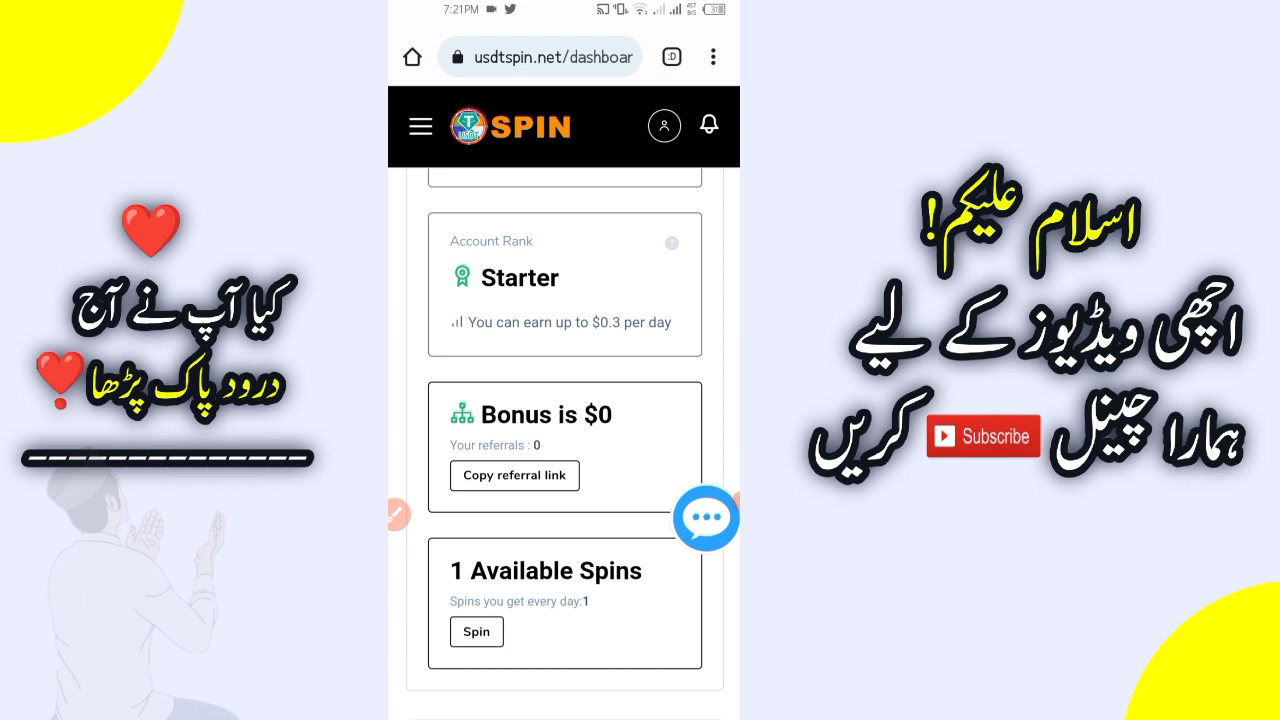 7:21PM
457 B/S
31
usdtspin.net/dashboar
:D
USDT SPIN
Account Rank
?
Starter
You can earn up to $0.3 per day
Bonus is $0
Your referrals : 0
Copy referral link
1 Available Spins
Spins you get every day:1
Spin
کیا آپ نے آج
درود پاک پڑھا
اسلام علیکم!
اچھی ویڈیوز کے لیے
ہمارا چینل Subscribe کریں